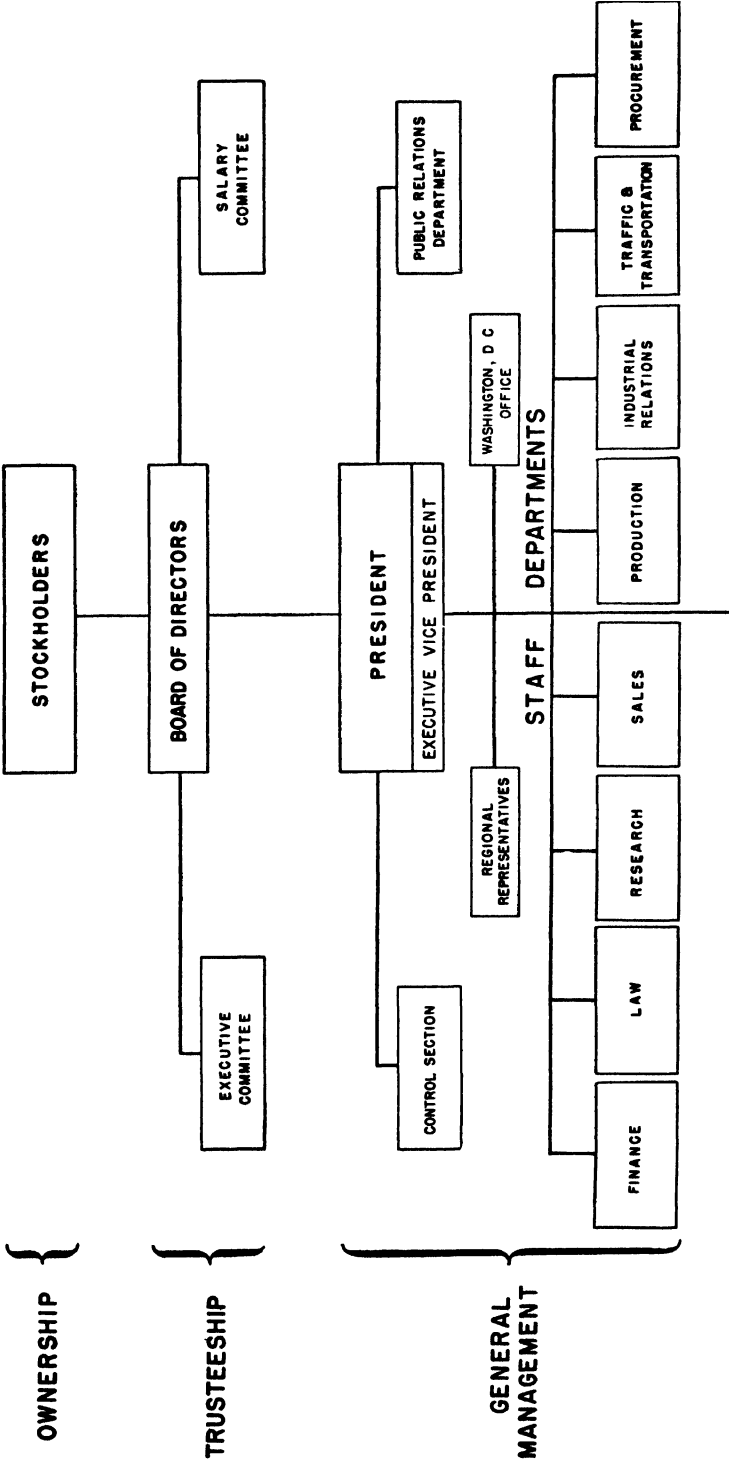 OWNERSHIP
STOCKHOLDERS
TRUSTEESHIP
BOARD OF DIRECTORS
EXECUTIVE
COMMITTEE
SALARY
COMMITTEE
GENERAL
MANAGEMENT
PRESIDENT
EXECUTIVE VICE PRESIDENT
CONTROL SECTION
PUBLIC RELATIONS
DEPARTMENT
REGIONAL
REPRESENTATIVES
WASHINGTON, D C
OFFICE
STAFF DEPARTMENTS
FINANCE
LAW
RESEARCH
SALES
PRODUCTION
INDUSTRIAL
RELATIONS
TRAFFIC &
TRANSPORTATION
PROCUREMENT